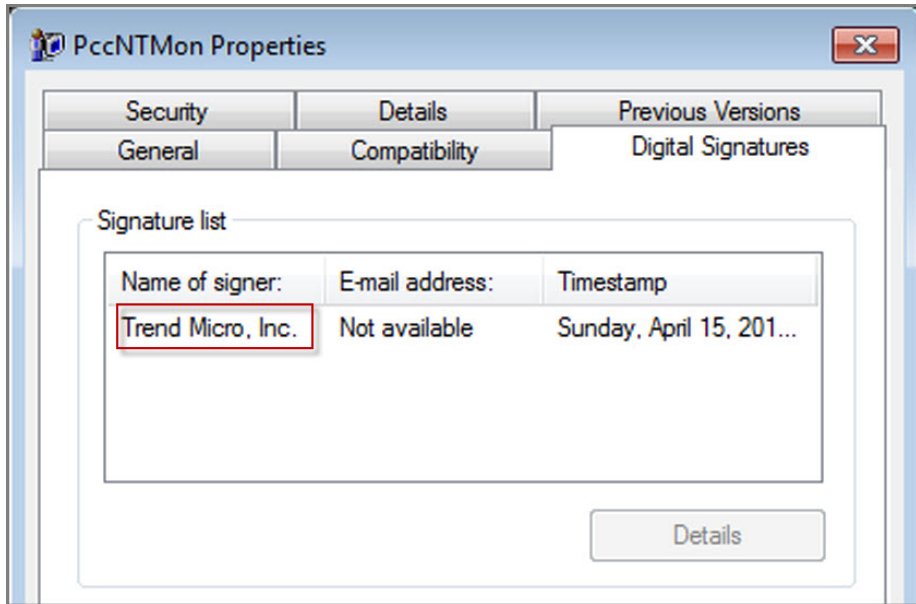 PccNTMon Properties
Security Details Previous Versions
General Compatibility Digital Signatures
Signature list
Name of signer: E-mail address: Timestamp
Trend Micro, Inc. Not available Sunday, April 15, 201...
Details